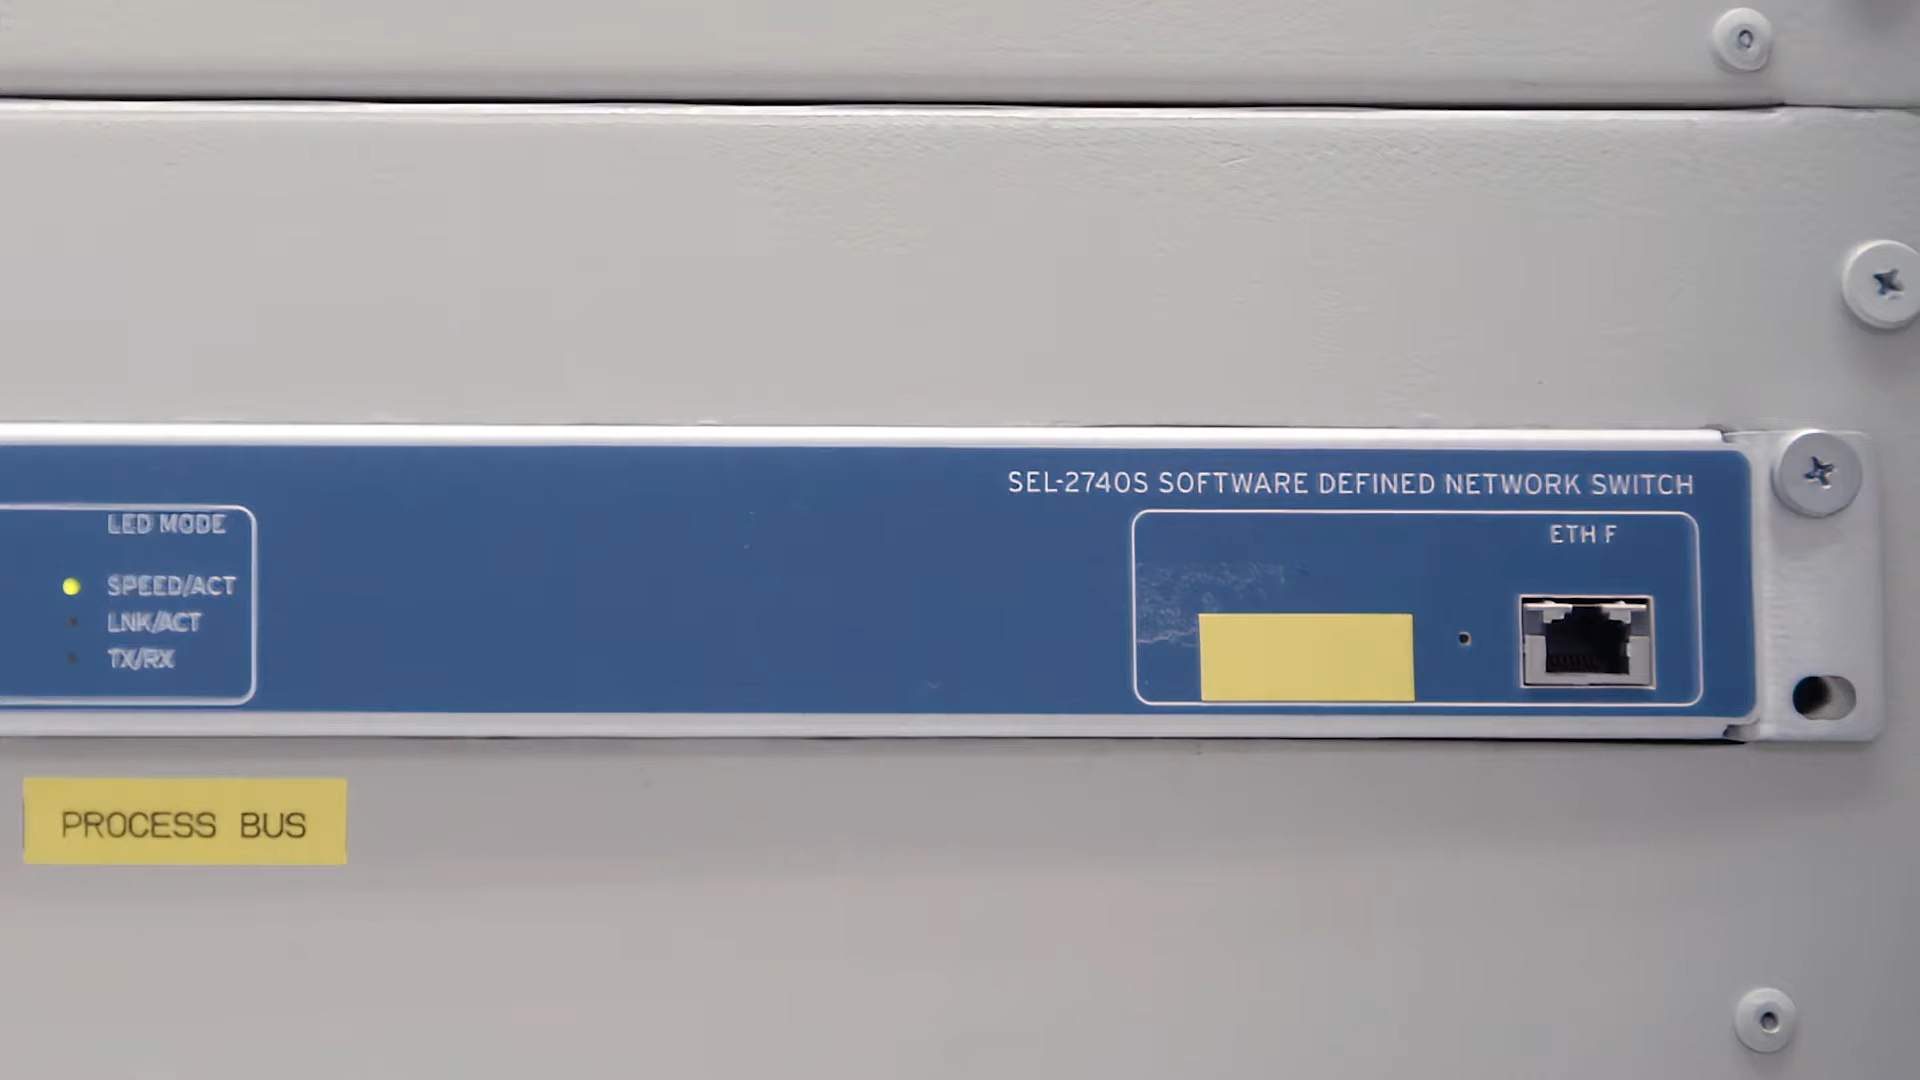 SEL-2740S SOFTWARE DEFINED NETWORK SWITCH
LED MODE
SPEED/ACT
LNK/ACT
TX/RX
ETH F
PROCESS BUS